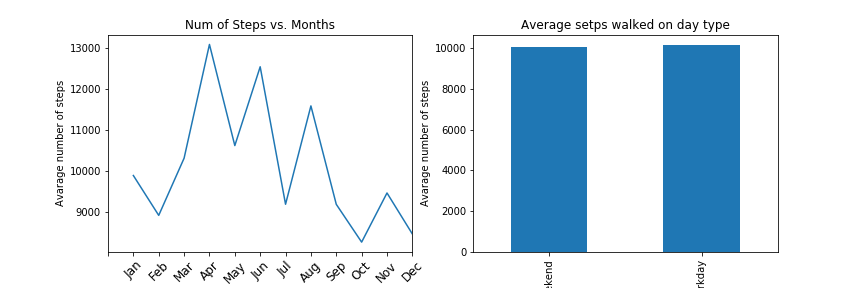 Num of Steps vs. Months
Avarage number of steps
13000
12000
11000
10000
9000
Jan
Feb
Mar
Apr
May
Jun
Jul
Aug
Sep
Oct
Nov
Dec
Average setps walked on day type
Avarage number of steps
10000
8000
6000
4000
2000
0
ekend
rkday